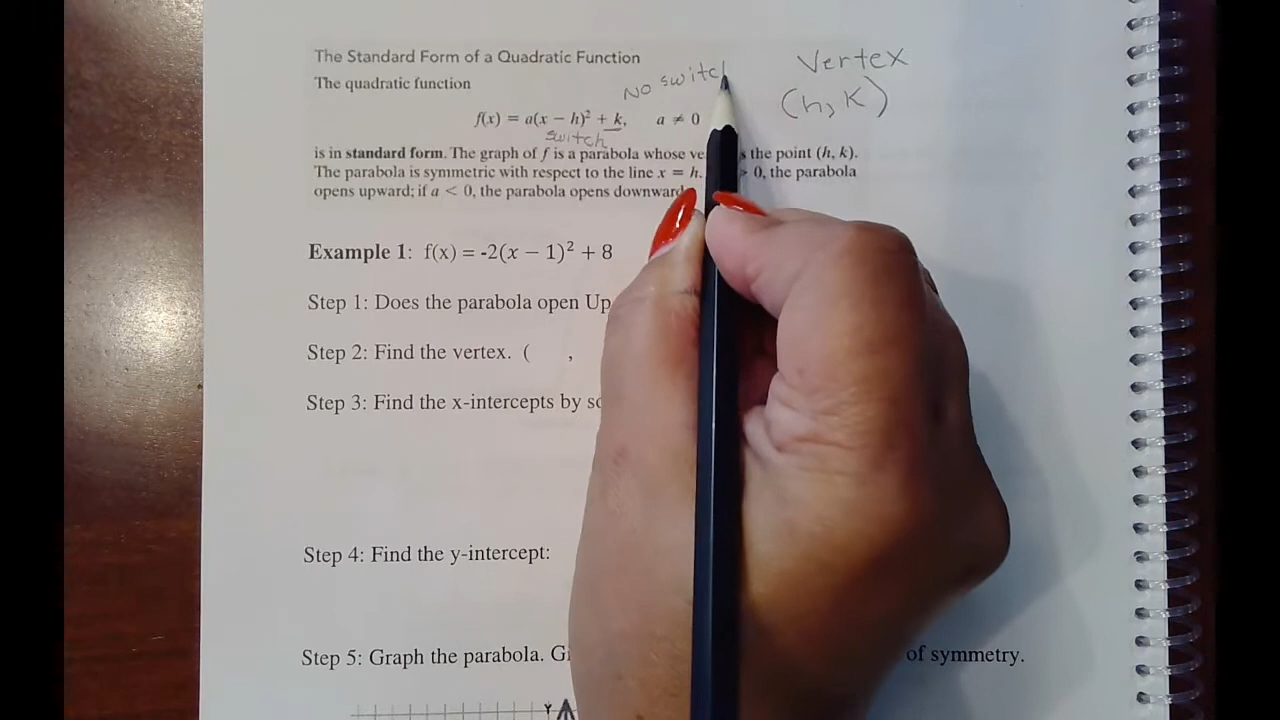 The Standard Form of a Quadratic Function
Vertex
The quadratic function
No switch
(h, K)
f(x) = a(x − h)² + k, a ≠ 0
switch
is in standard form. The graph of f is a parabola whose the point (h, k).
The parabola is symmetric with respect to the line x = h. > 0, the parabola
opens upward; if a < 0, the parabola opens downward
Example 1: f(x) = -2(x − 1)² + 8
Step 1: Does the parabola open Up
Step 2: Find the vertex. ( ,
Step 3: Find the x-intercepts by
Step 4: Find the y-intercept:
Step 5: Graph the parabola. of symmetry.
Y